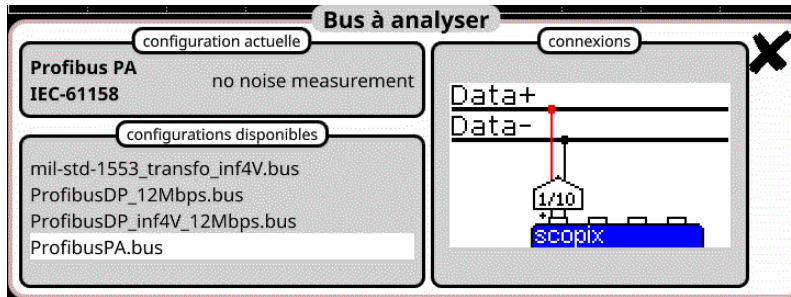 Bus à analyser
configuration actuelle
Profibus PA
IEC-61158
no noise measurement
configurations disponibles
mil-std-1553_transfo_inf4V.bus
ProfibusDP_12Mbps.bus
ProfibusDP_inf4V_12Mbps.bus
ProfibusPA.bus
connexions
Data+
Data-
1/10
+
scopix